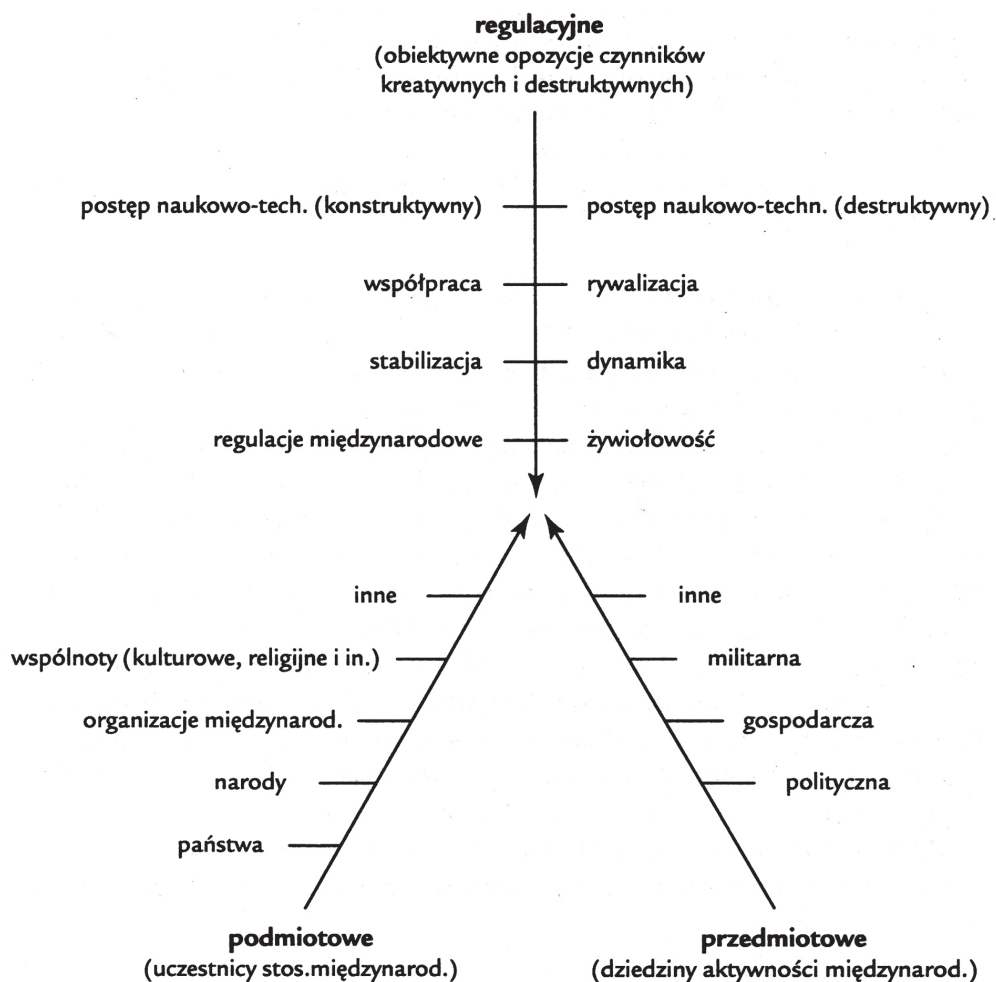 regulacyjne
(obiektywne opozycje czynników
kreatywnych i destruktywnych)
postęp naukowo-tech. (konstruktywny)
postęp naukowo-techn. (destruktywny)
współpraca
rywalizacja
stabilizacja
dynamika
regulacje międzynarodowe
żywiołowość
inne
inne
wspólnoty (kulturowe, religijne i in.)
militarna
organizacje międzynarod.
gospodarcza
narody
polityczna
państwa
podmiotowe
(uczestnicy stos.międzynarod.)
przedmiotowe
(dziedziny aktywności międzynarod.)